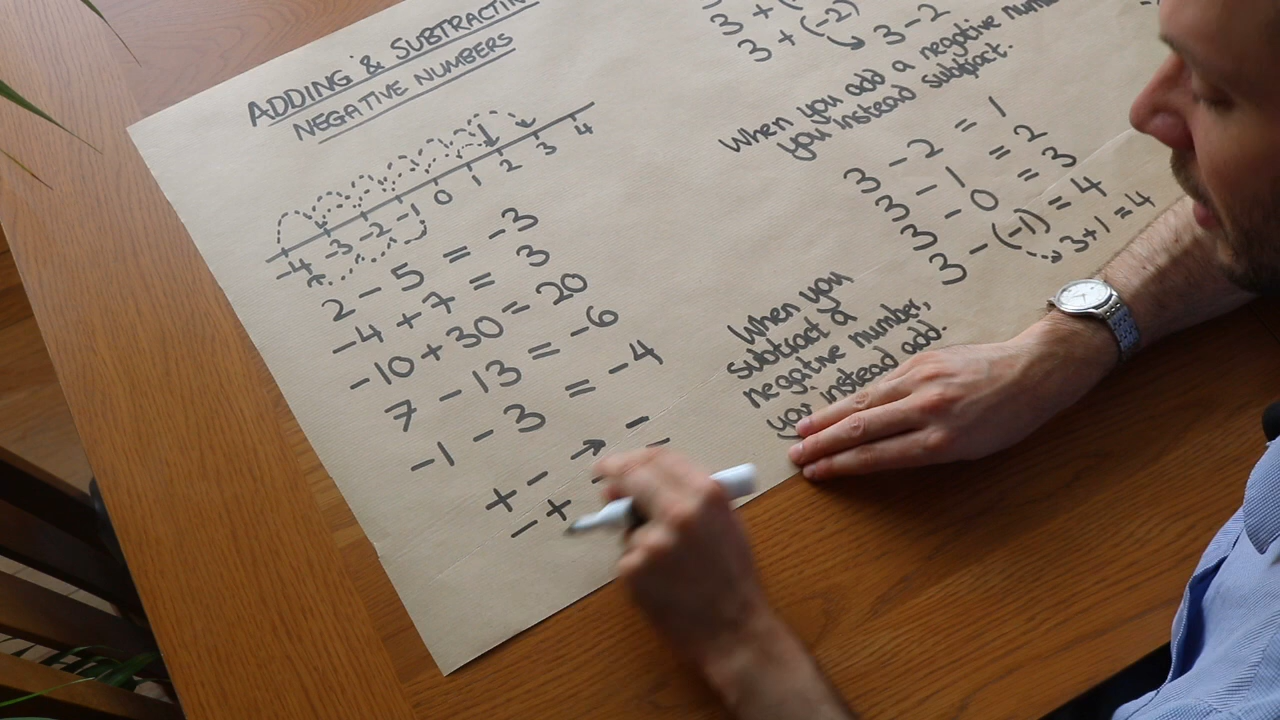 ADDING & SUBTRACTIN
NEGATIVE NUMBERS
-4 -3 -2 -1 0 1 2 3 4
2 - 5 = -3
-4 + 7 = 3
-10 + 30 = 20
7 - 13 = -6
-1 - 3 = -4
+ - → -
- +
3 + (
3 + (-2) 3-2
When you add a negative num
you instead subtract.
3 - 2 = 1
3 - 1 = 2
3 - 0 = 3
3 - (-1) = 4
3+1=4
When you
subtract a
negative number,
you instead add.